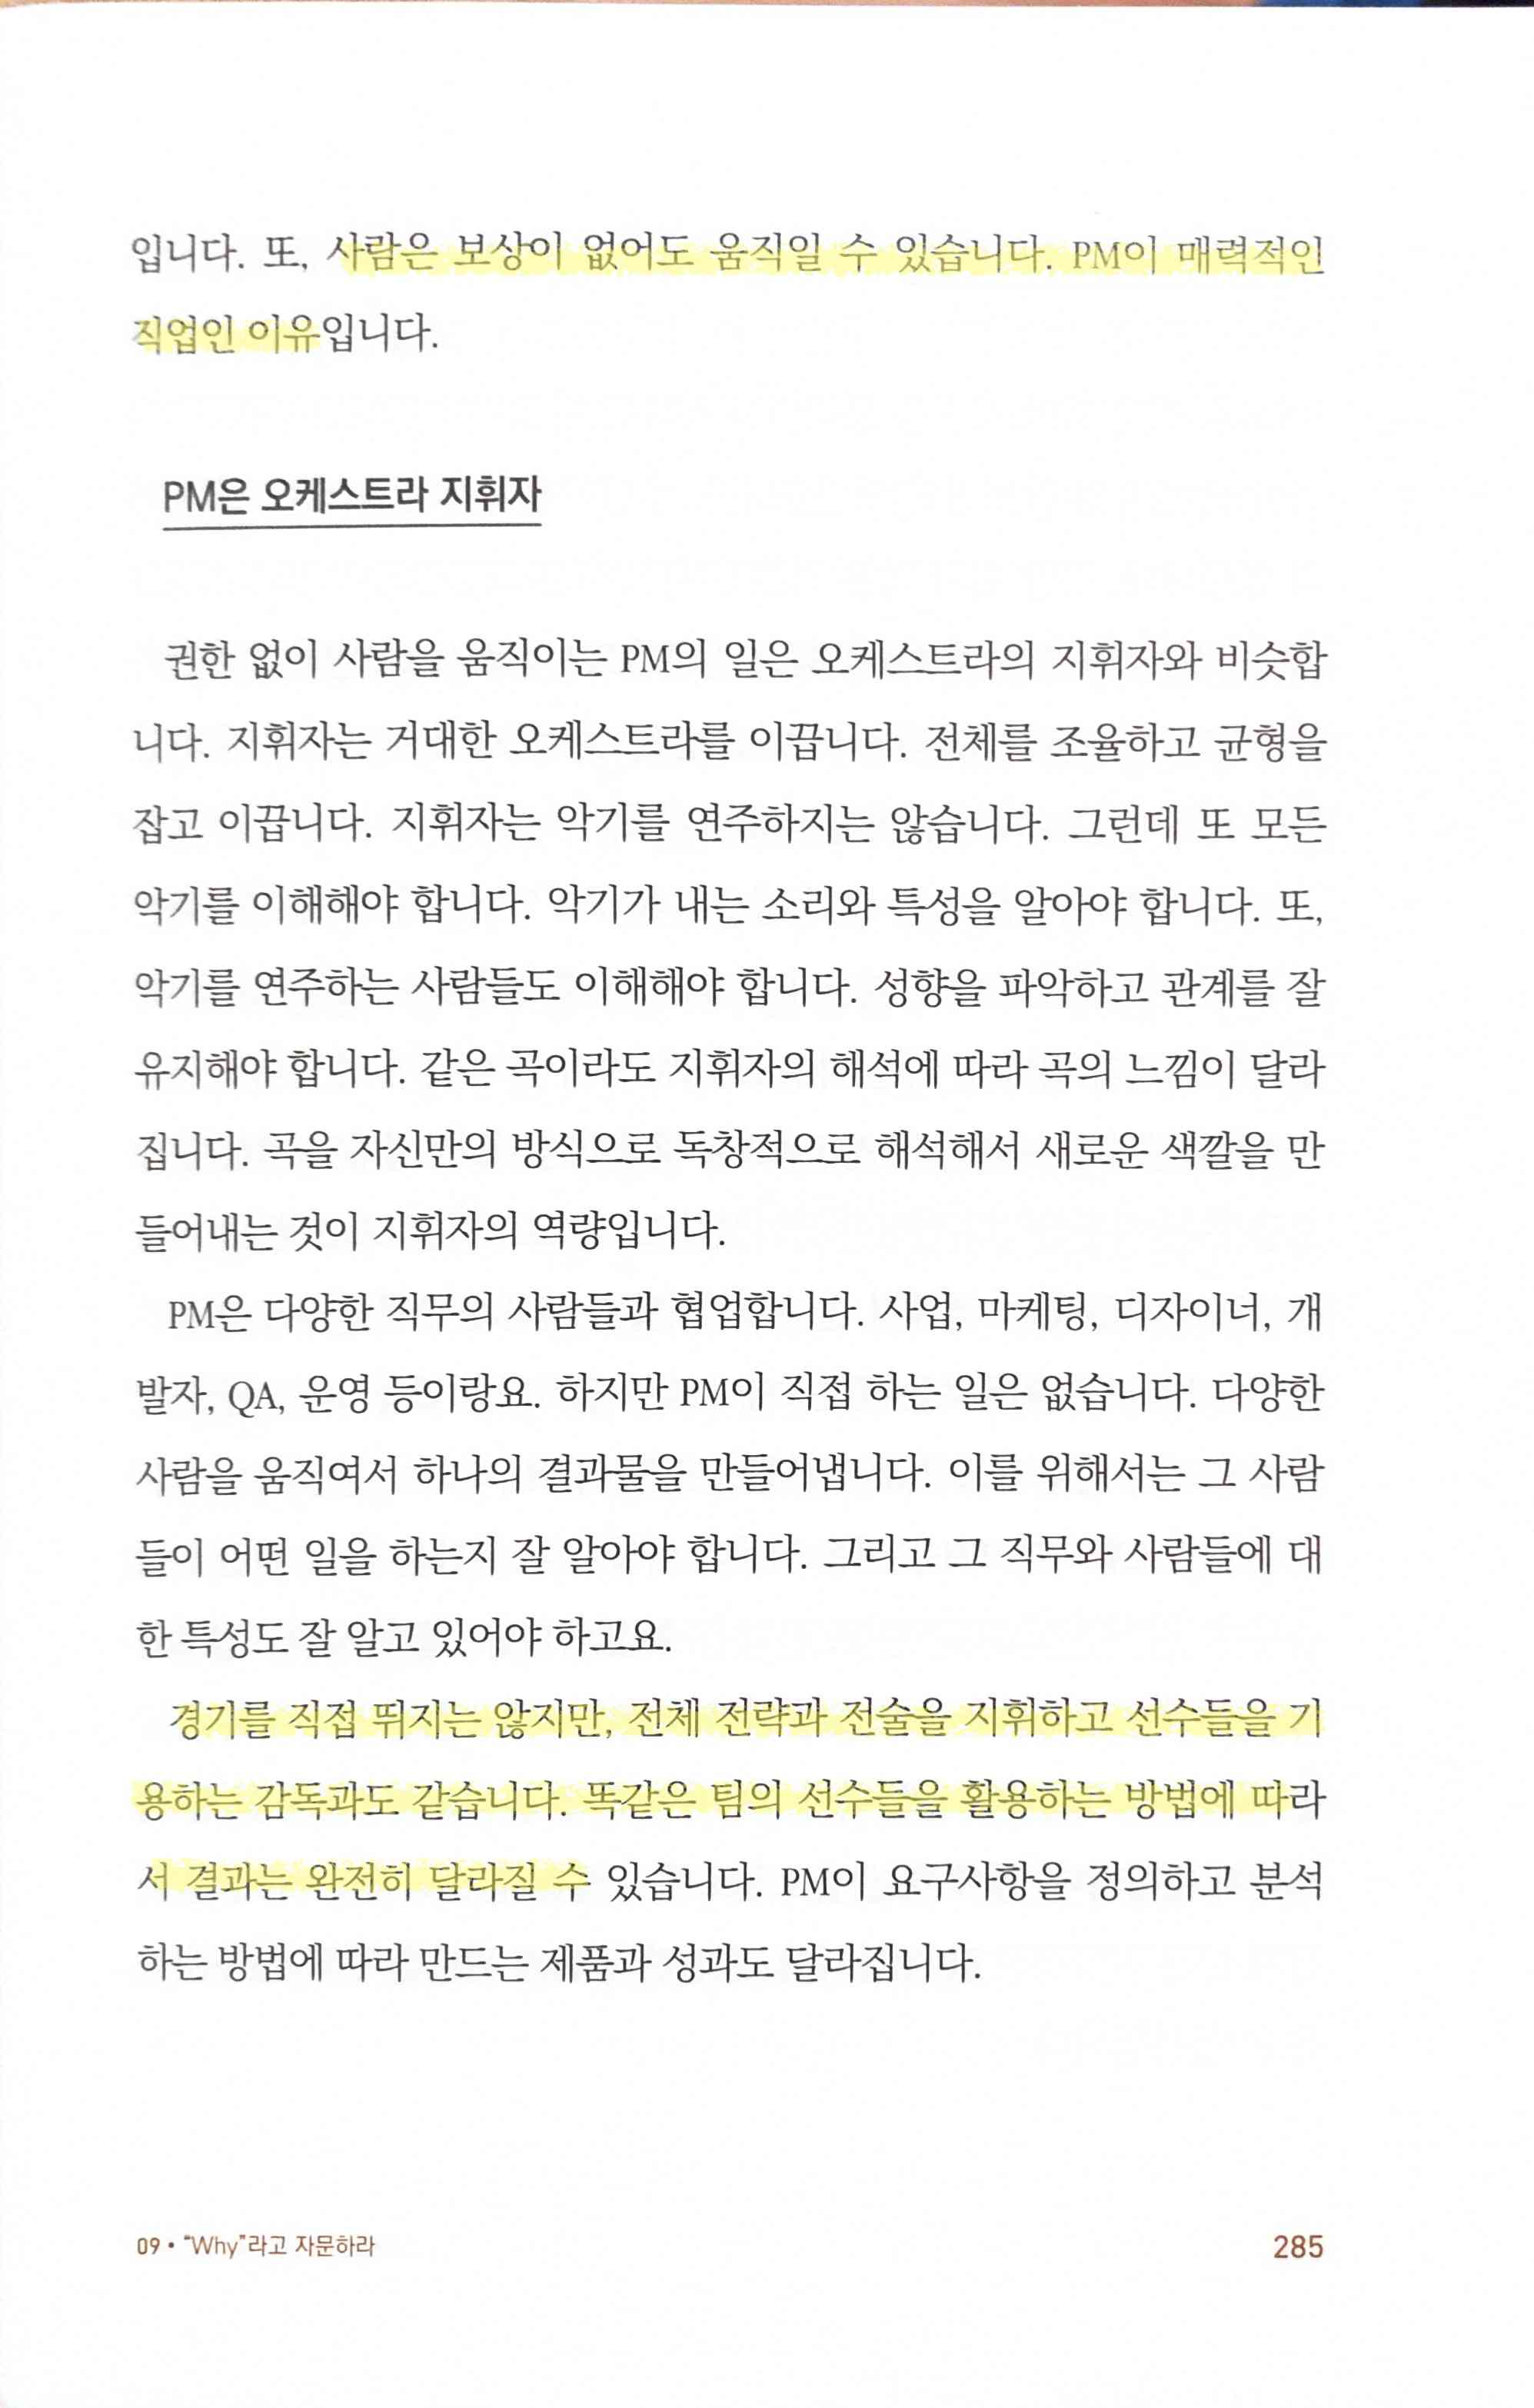 입니다. 또, 사람은 보상이 없어도 움직일 수 있습니다. PM이 매력적인
직업인 이유입니다.
PM은 오케스트라 지휘자
권한 없이 사람을 움직이는 PM의 일은 오케스트라의 지휘자와 비슷합
니다. 지휘자는 거대한 오케스트라를 이끕니다. 전체를 조율하고 균형을
잡고 이끕니다. 지휘자는 악기를 연주하지는 않습니다. 그런데 또 모든
악기를 이해해야 합니다. 악기가 내는 소리와 특성을 알아야 합니다. 또,
악기를 연주하는 사람들도 이해해야 합니다. 성향을 파악하고 관계를 잘
유지해야 합니다. 같은 곡이라도 지휘자의 해석에 따라 곡의 느낌이 달라
집니다. 곡을 자신만의 방식으로 독창적으로 해석해서 새로운 색깔을 만
들어내는 것이 지휘자의 역량입니다.
PM은 다양한 직무의 사람들과 협업합니다. 사업, 마케팅, 디자이너, 개
발자, QA, 운영 등이랑요. 하지만 PM이 직접 하는 일은 없습니다. 다양한
사람을 움직여서 하나의 결과물을 만들어냅니다. 이를 위해서는 그 사람
들이 어떤 일을 하는지 잘 알아야 합니다. 그리고 그 직무와 사람들에 대
한 특성도 잘 알고 있어야 하고요.
경기를 직접 뛰지는 않지만, 전체 전략과 전술을 지휘하고 선수들을 기
용하는 감독과도 같습니다. 똑같은 팀의 선수들을 활용하는 방법에 따라
서 결과는 완전히 달라질 수 있습니다. PM이 요구사항을 정의하고 분석
하는 방법에 따라 만드는 제품과 성과도 달라집니다.
09 • “Why”라고 자문하라
285